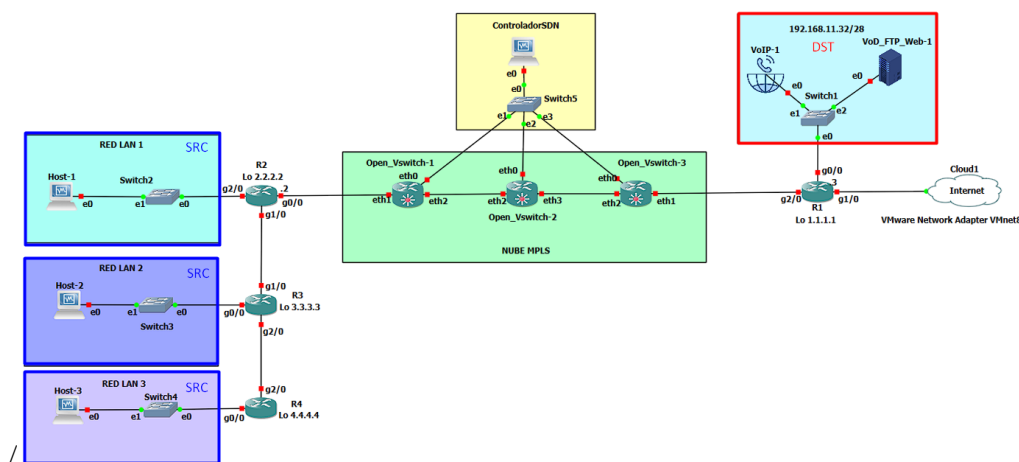 ControladorSDN
e0
e0
Switch5
e1
e2
e3
192.168.11.32/28
DST
VoIP-1
VoD_FTP_Web-1
e0
e0
Switch1
e1
e2
e0
RED LAN 1
SRC
Host-1
Switch2
e0
e1
e0
R2
Lo 2.2.2.2
g2/0
.2
g0/0
g1/0
Open_Vswitch-1
Open_Vswitch-3
eth0
eth0
eth0
eth1
eth2
eth2
eth3
eth2
eth1
Open_Vswitch-2
NUBE MPLS
g0/0
.3
g2/0
g1/0
R1
Lo 1.1.1.1
Cloud1
Internet
VMware Network Adapter VMnet8
RED LAN 2
SRC
Host-2
e0
e1
e0
Switch3
g1/0
R3
Lo 3.3.3.3
g0/0
g2/0
RED LAN 3
SRC
Host-3
Switch4
e0
e1
e0
g2/0
R4
Lo 4.4.4.4
g0/0
/